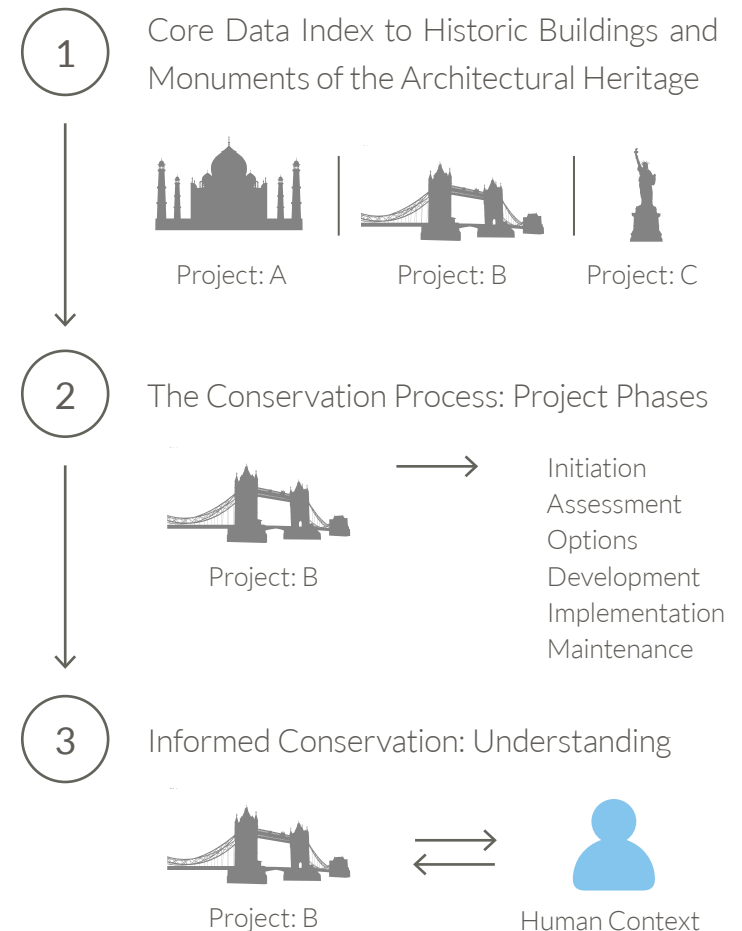 1
Core Data Index to Historic Buildings and
Monuments of the Architectural Heritage
Project: A
Project: B
Project: C
2
The Conservation Process: Project Phases
Project: B
Initiation
Assessment
Options
Development
Implementation
Maintenance
3
Informed Conservation: Understanding
Project: B
Human Context